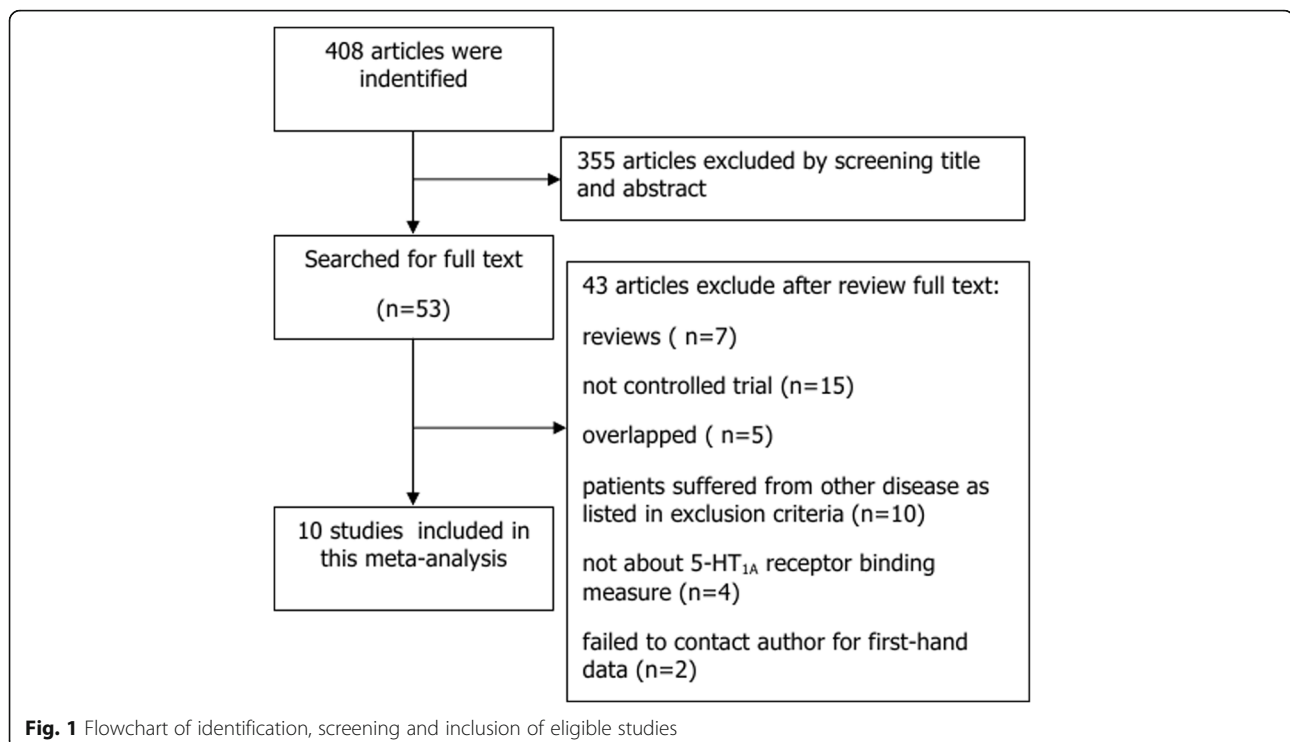 408 articles were
indentified
355 articles excluded by screening title
and abstract
Searched for full text
(n=53)
43 articles exclude after review full text:
reviews ( n=7)
not controlled trial (n=15)
overlapped ( n=5)
patients suffered from other disease as
listed in exclusion criteria (n=10)
not about 5-HT1A receptor binding
measure (n=4)
failed to contact author for first-hand
data (n=2)
10 studies included in
this meta-analysis
Fig. 1 Flowchart of identification, screening and inclusion of eligible studies